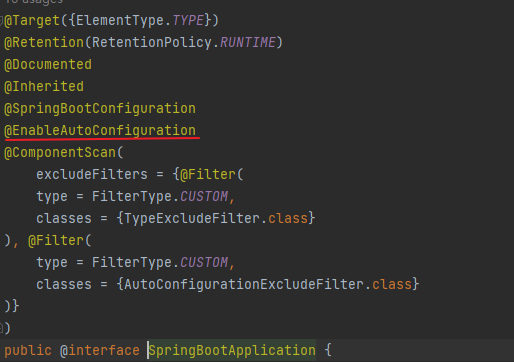 @Target({ElementType.TYPE})
@Retention(RetentionPolicy.RUNTIME)
@Documented
@Inherited
@SpringBootConfiguration
@EnableAutoConfiguration
@ComponentScan(
    excludeFilters = {@Filter(
    type = FilterType.CUSTOM,
    classes = {TypeExcludeFilter.class}
), @Filter(
    type = FilterType.CUSTOM,
    classes = {AutoConfigurationExcludeFilter.class}
)}
)
public @interface SpringBootApplication {